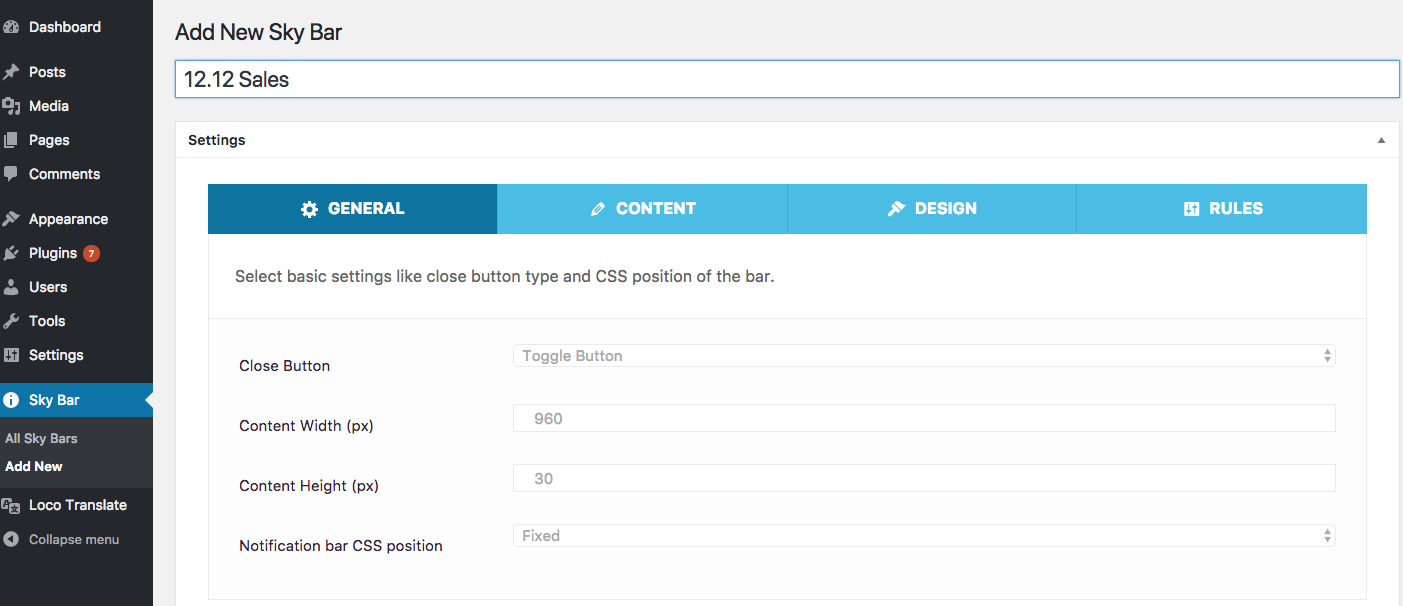 Dashboard
Posts
Media
Pages
Comments
Appearance
Plugins 7
Users
Tools
Settings
Sky Bar
All Sky Bars
Add New
Loco Translate
Collapse menu
Add New Sky Bar
12.12 Sales
Settings
GENERAL
CONTENT
DESIGN
RULES
Select basic settings like close button type and CSS position of the bar.
Close Button
Toggle Button
Content Width (px)
960
Content Height (px)
30
Notification bar CSS position
Fixed